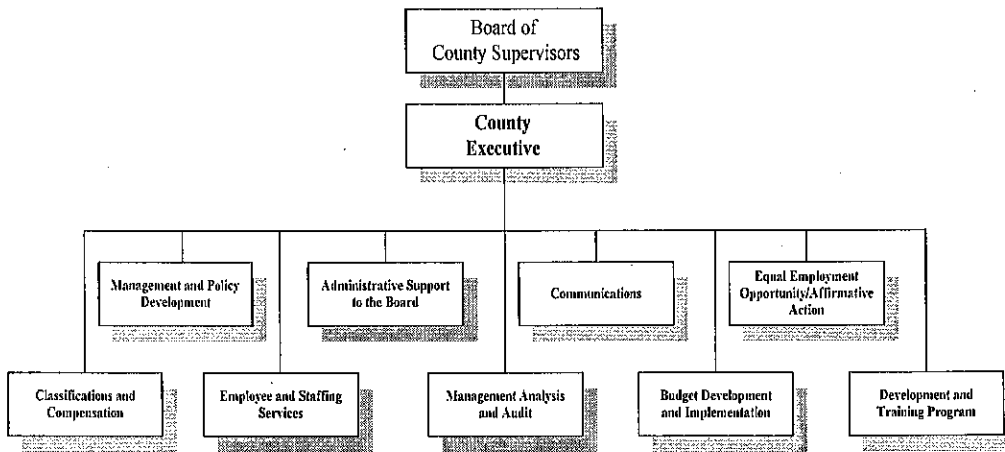 Board of
County Supervisors
County
Executive
Management and Policy
Development
Administrative Support
to the Board
Communications
Equal Employment
Opportunity/Affirmative
Action
Classifications and
Compensation
Employee and Staffing
Services
Management Analysis
and Audit
Budget Development
and Implementation
Development and
Training Program